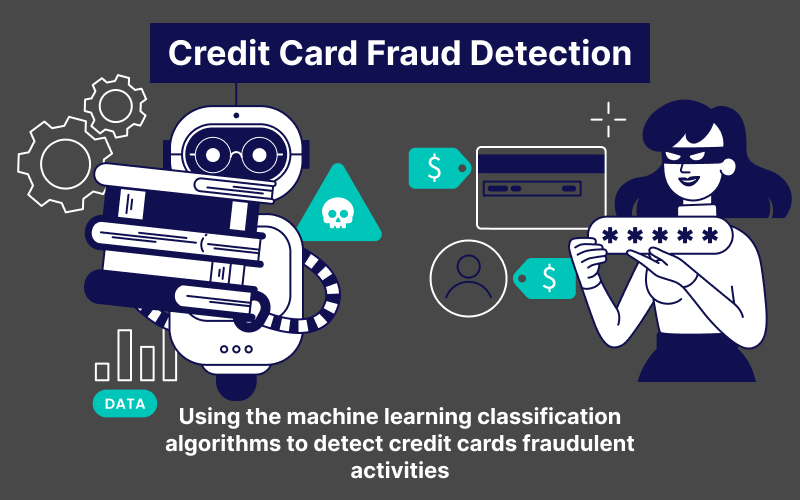 Credit Card Fraud Detection
$
$
*****
DATA
Using the machine learning classification
algorithms to detect credit cards fraudulent
activities